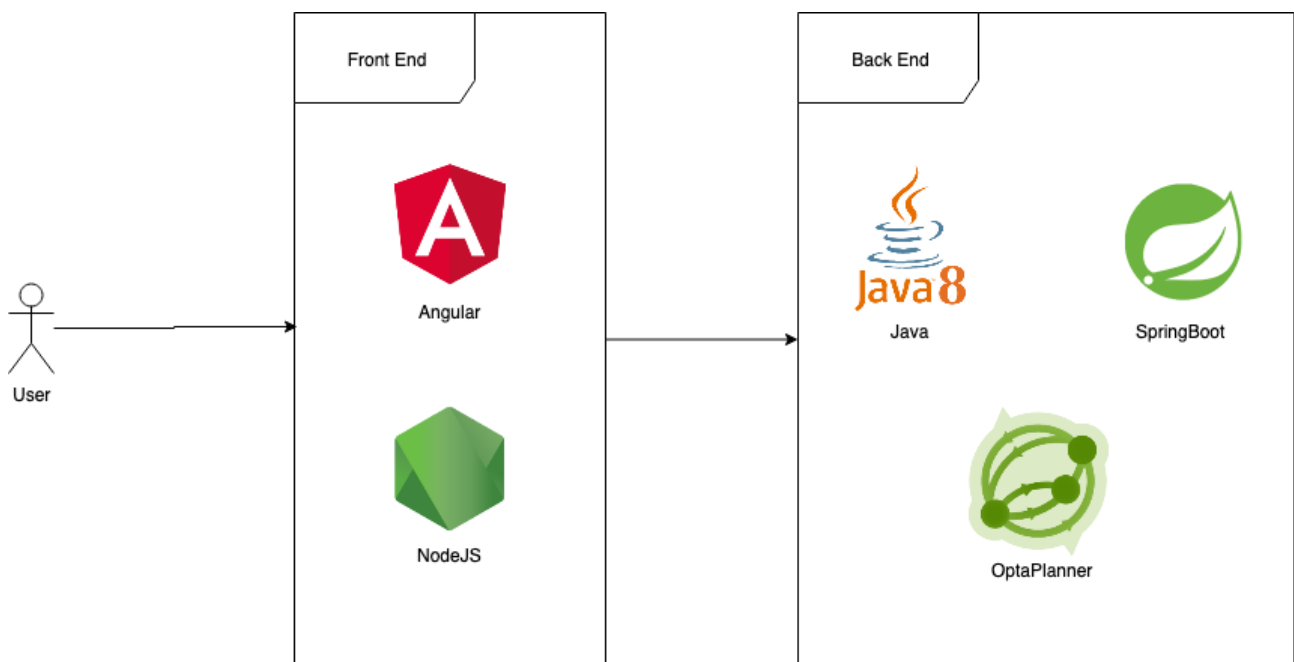 Front End
Back End
Angular
Java 8
Java
SpringBoot
User
NodeJS
OptaPlanner